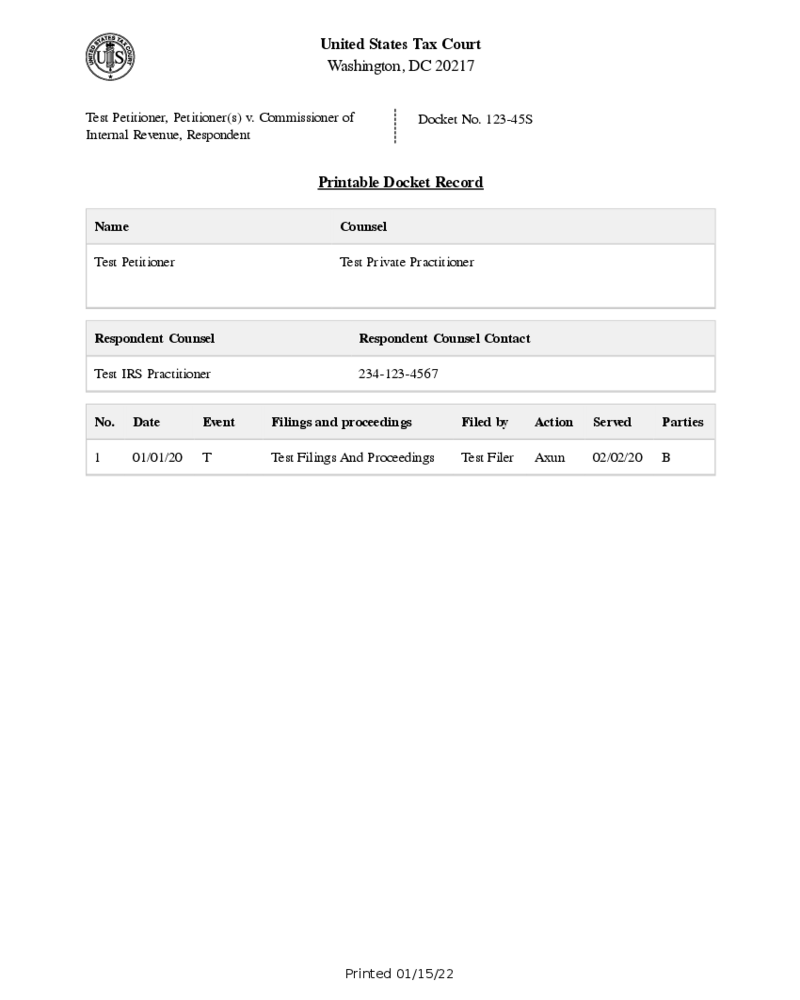 UNITED STATES TAX COURT
US
United States Tax Court
Washington, DC 20217
Test Petitioner, Petitioner(s) v. Commissioner of
Internal Revenue, Respondent
Docket No. 123-45S
Printable Docket Record
Name Counsel
Test Petitioner Test Private Practitioner
Respondent Counsel Respondent Counsel Contact
Test IRS Practitioner 234-123-4567
No. Date Event Filings and proceedings Filed by Action Served Parties
1 01/01/20 T Test Filings And Proceedings Test Filer Axun 02/02/20 B
Printed 01/15/22